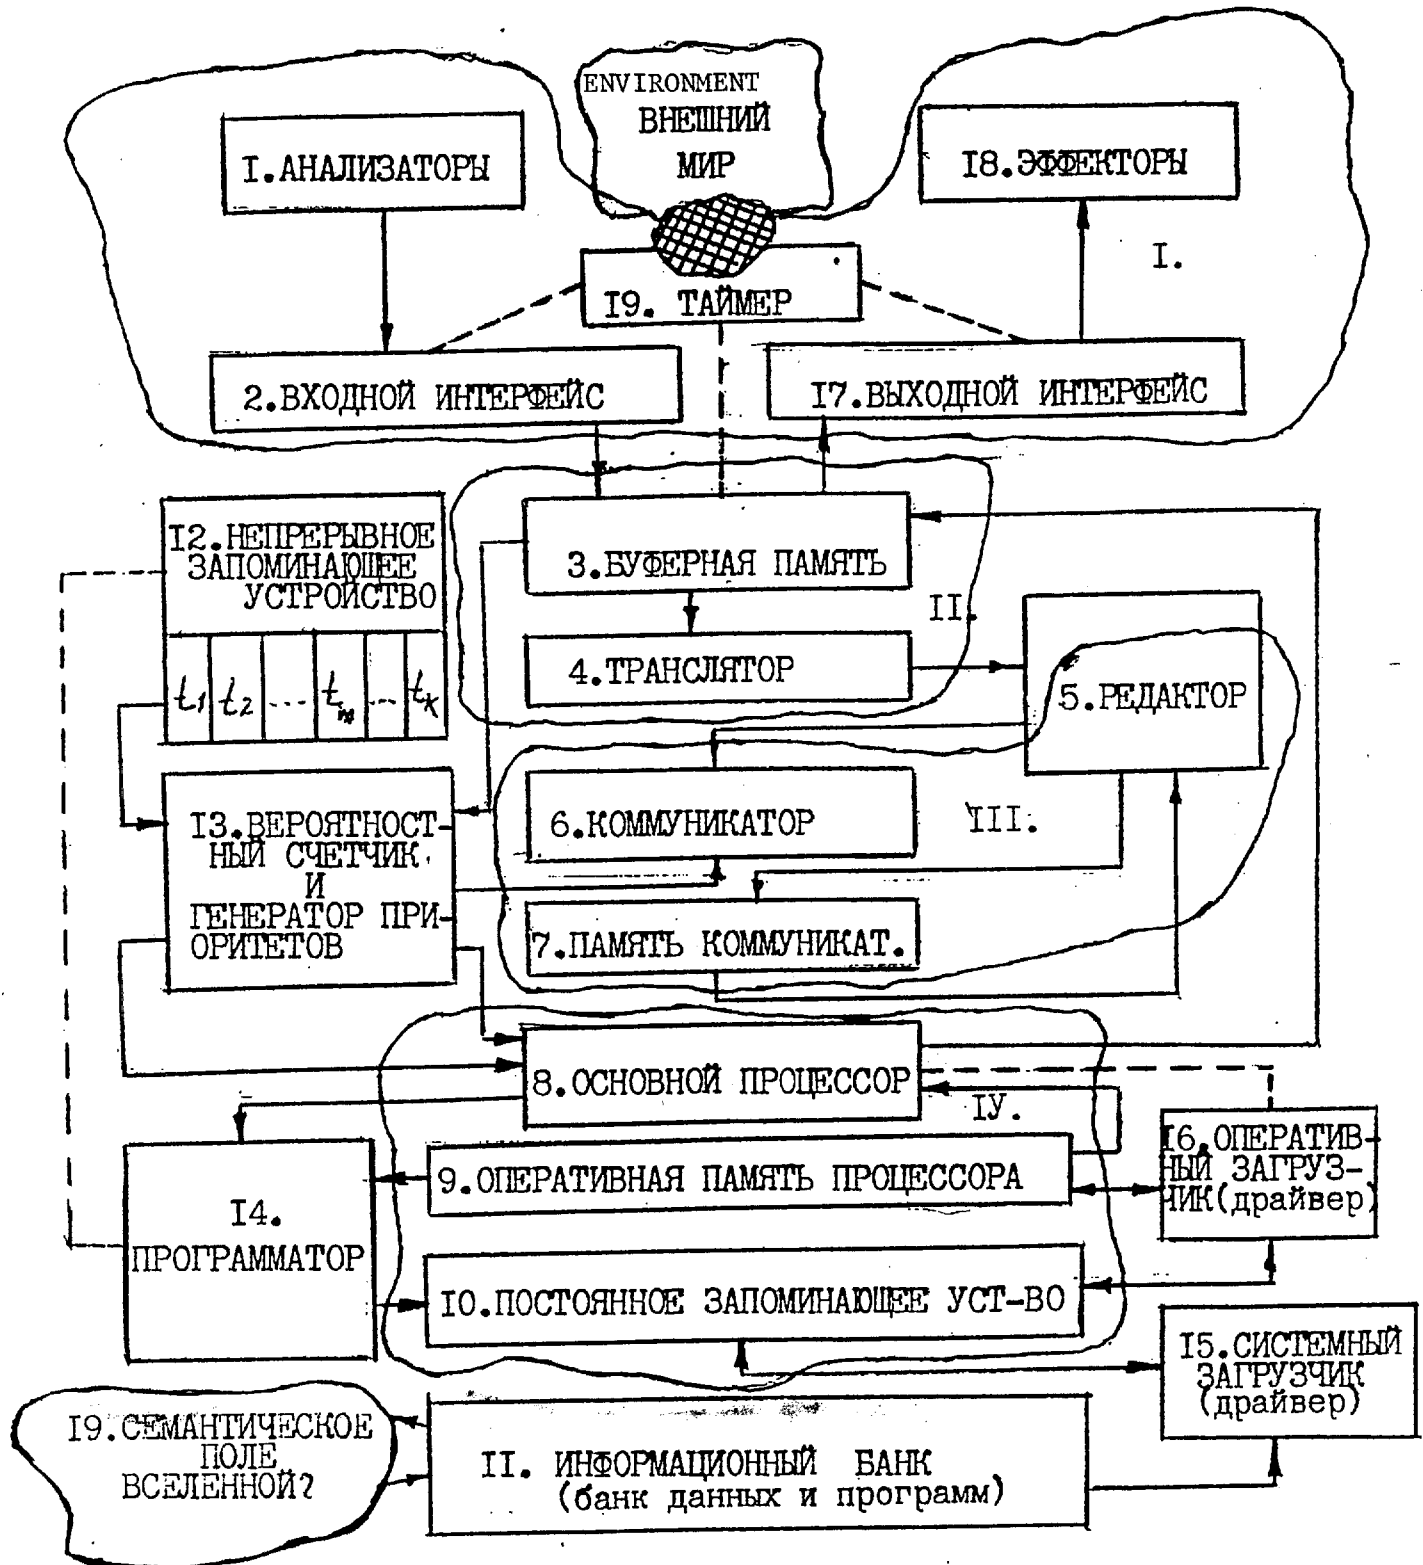 ENVIRONMENT
ВНЕШНИЙ
МИР
I. АНАЛИЗАТОРЫ
I8. ЭФФЕКТОРЫ
I.
I9. ТАЙМЕР
2. ВХОДНОЙ ИНТЕРФЕЙС
I7. ВЫХОДНОЙ ИНТЕРФЕЙС
I2. НЕПРЕРЫВНОЕ
ЗАПОМИНАЮЩЕЕ
УСТРОЙСТВО
t1 t2 ... tm ... tk
3. БУФЕРНАЯ ПАМЯТЬ
II.
4. ТРАНСЛЯТОР
5. РЕДАКТОР
6. КОММУНИКАТОР
III.
I3. ВЕРОЯТНОСТ-
НЫЙ СЧЕТЧИК
И
ГЕНЕРАТОР ПРИ-
ОРИТЕТОВ
7. ПАМЯТЬ КОММУНИКАТ.
8. ОСНОВНОЙ ПРОЦЕССОР
IУ.
9. ОПЕРАТИВНАЯ ПАМЯТЬ ПРОЦЕССОРА
I6. ОПЕРАТИВ-
НЫЙ ЗАГРУЗ-
ЧИК (драйвер)
I4.
ПРОГРАММАТОР
I0. ПОСТОЯННОЕ ЗАПОМИНАЮЩЕЕ УСТ-ВО
I5. СИСТЕМНЫЙ
ЗАГРУЗЧИК
(драйвер)
I9. СЕМАНТИЧЕСКОЕ
ПОЛЕ
ВСЕЛЕННОЙ?
II. ИНФОРМАЦИОННЫЙ БАНК
(банк данных и программ)